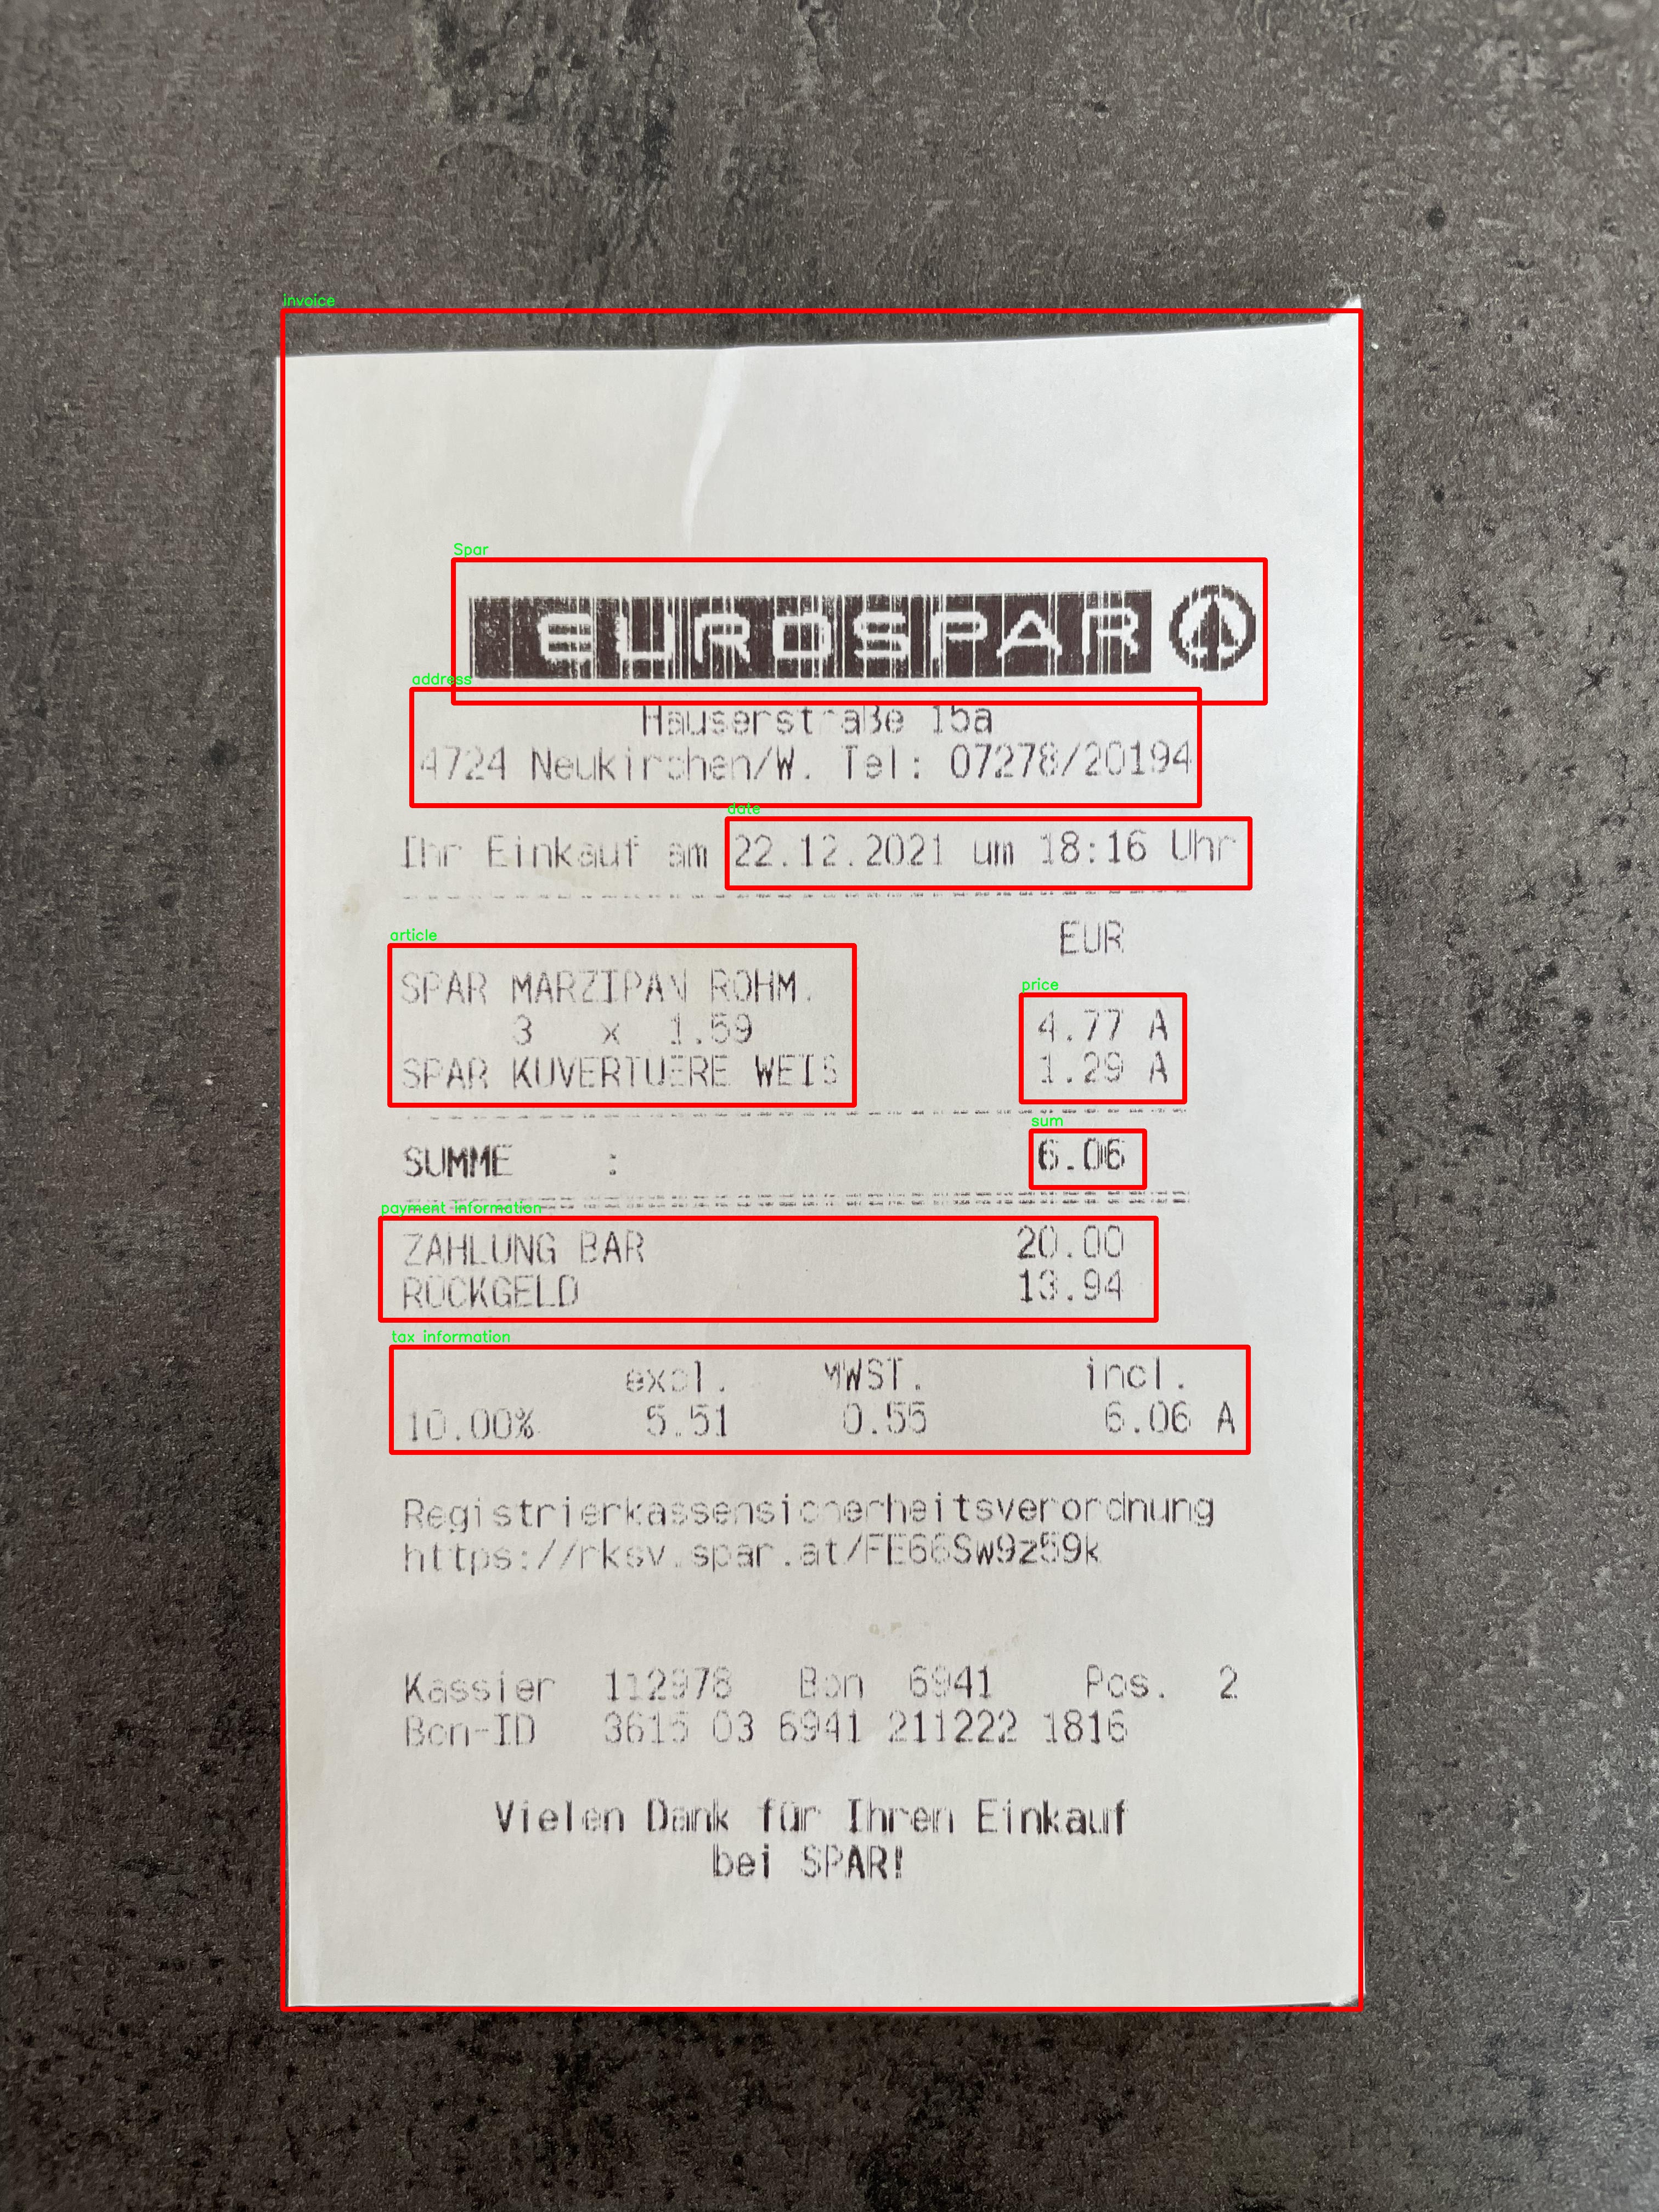 invoice
Spar
EUROSPAR
address
Hauserstraße 15a
4724 Neukirchen/W. Tel: 07278/20194
date
Ihr Einkauf am 22.12.2021 um 18:16 Uhr
EUR
article
price
SPAR MARZIPAN ROHM.
3 x 1.59 4.77 A
SPAR KUVERTUERE WEIS 1.29 A
sum
SUMME : 6.06
payment information
ZAHLUNG BAR 20.00
RÜCKGELD 13.94
tax information
excl. MWST. incl.
10.00% 5.51 0.55 6.06 A
Registrierkassensicherheitsverordnung
https://rksv.spar.at/FE66Sw9z59k
Kassier 112978 Bon 6941 Pos. 2
Bon-ID 3615 03 6941 211222 1816
Vielen Dank für Ihren Einkauf
bei SPAR!